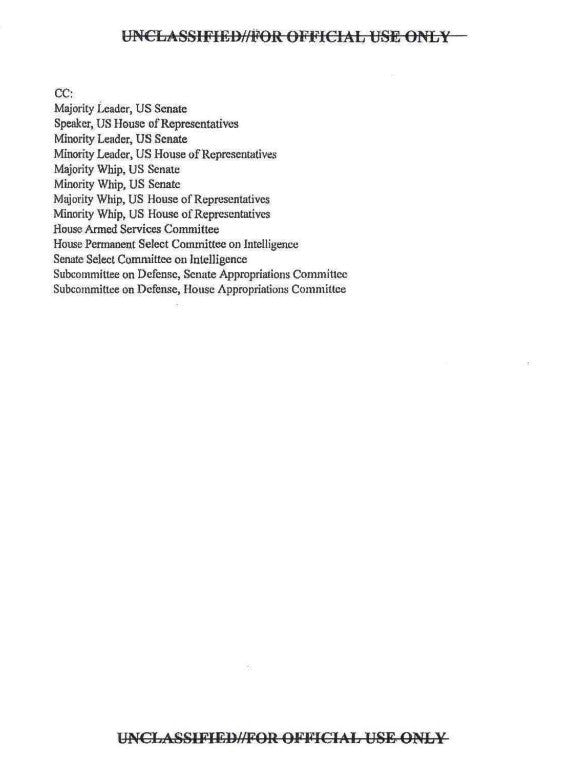 UNCLASSIFIED//FOR OFFICIAL USE ONLY
CC:
Majority Leader, US Senate
Speaker, US House of Representatives
Minority Leader, US Senate
Minority Leader, US House of Representatives
Majority Whip, US Senate
Minority Whip, US Senate
Majority Whip, US House of Representatives
Minority Whip, US House of Representatives
House Armed Services Committee
House Permanent Select Committee on Intelligence
Senate Select Committee on Intelligence
Subcommittee on Defense, Senate Appropriations Committee
Subcommittee on Defense, House Appropriations Committee
UNCLASSIFIED//FOR OFFICIAL USE ONLY